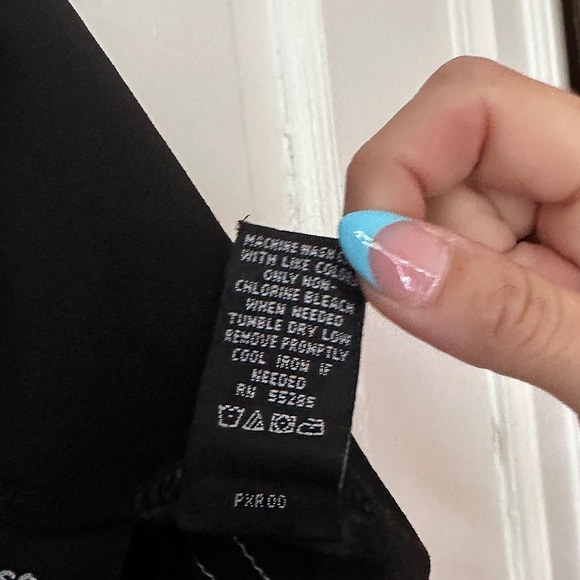 MACHINE WASH
WITH LIKE COLORS
ONLY NON-
CHLORINE BLEACH
WHEN NEEDED
TUMBLE DRY LOW
REMOVE PROMPTLY
COOL IRON IF
NEEDED
RN 55285
PXR00